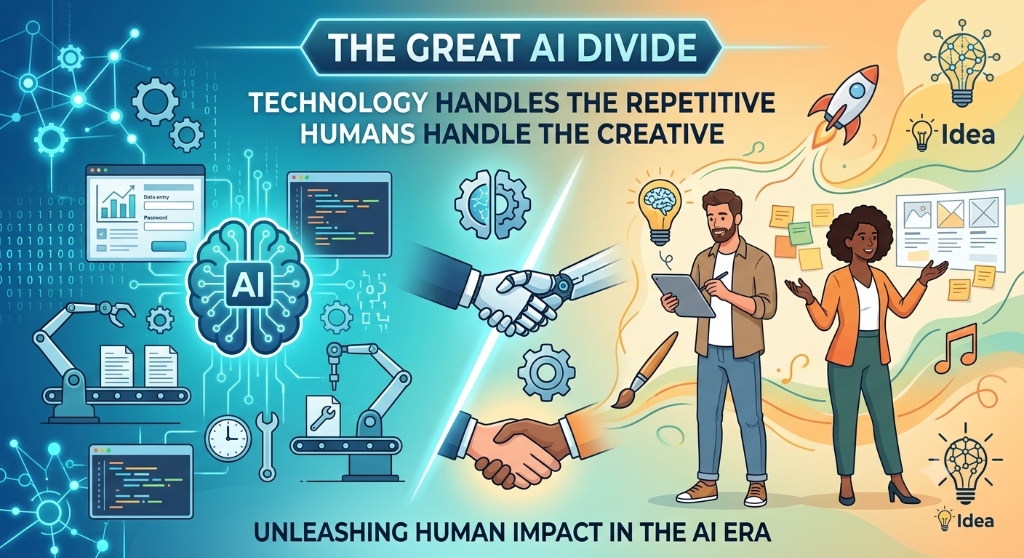 THE GREAT AI DIVIDE
TECHNOLOGY HANDLES THE REPETITIVE
HUMANS HANDLE THE CREATIVE
Idea
Data entry
Password
AI
Idea
UNLEASHING HUMAN IMPACT IN THE AI ERA